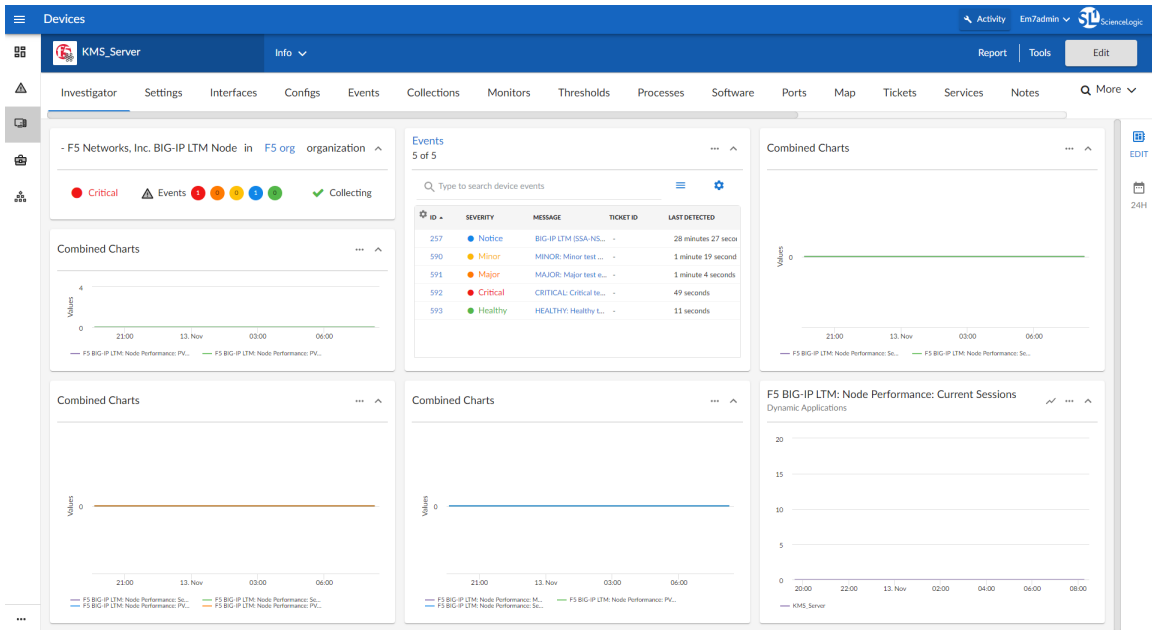 Devices
Activity
Em7admin
SL1 ScienceLogic
KMS_Server
Info
Report
Tools
Edit
Investigator Settings Interfaces Configs Events Collections Monitors Thresholds Processes Software Ports Map Tickets Services Notes
More
EDIT
24H
- F5 Networks, Inc. BIG-IP LTM Node in F5 org organization
Critical
Events 1 0 0 1 0
Collecting
Combined Charts
4
Values
0
21:00 13. Nov 03:00 06:00
F5 BIG-IP LTM: Node Performance: PV... F5 BIG-IP LTM: Node Performance: PV...
Events
5 of 5
Type to search device events
ID SEVERITY MESSAGE TICKET ID LAST DETECTED
257 Notice BIG-IP LTM (SSA-NS... - 28 minutes 27 secon
590 Minor MINOR: Minor test ... - 1 minute 19 second
591 Major MAJOR: Major test e... - 1 minute 4 seconds
592 Critical CRITICAL: Critical te... - 49 seconds
593 Healthy HEALTHY: Healthy t... - 11 seconds
Combined Charts
Values
0
21:00 13. Nov 03:00 06:00
F5 BIG-IP LTM: Node Performance: Se... F5 BIG-IP LTM: Node Performance: Se...
Combined Charts
Values
0
21:00 13. Nov 03:00 06:00
F5 BIG-IP LTM: Node Performance: Se... F5 BIG-IP LTM: Node Performance: Se...
F5 BIG-IP LTM: Node Performance: PV... F5 BIG-IP LTM: Node Performance: PV...
Combined Charts
Values
0
21:00 13. Nov 03:00 06:00
F5 BIG-IP LTM: Node Performance: M... F5 BIG-IP LTM: Node Performance: PV...
F5 BIG-IP LTM: Node Performance: Se...
F5 BIG-IP LTM: Node Performance: Current Sessions
Dynamic Applications
20
15
10
5
0
20:00 22:00 13. Nov 02:00 04:00 06:00 08:00
KMS_Server